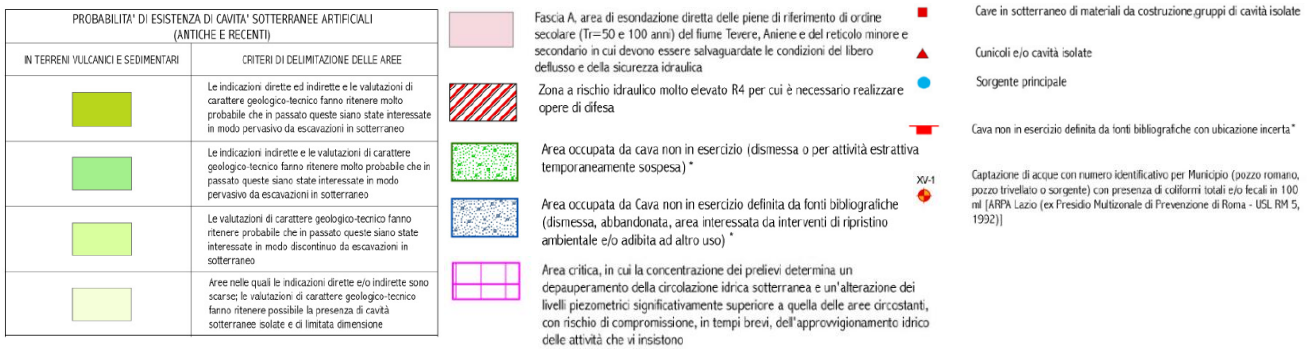 PROBABILITA' DI ESISTENZA DI CAVITA' SOTTERRANEE ARTIFICIALI
(ANTICHE E RECENTI)
IN TERRENI VULCANICI E SEDIMENTARI
CRITERI DI DELIMITAZIONE DELLE AREE
Le indicazioni dirette ed indirette e le valutazioni di
carattere geologico-tecnico fanno ritenere molto
probabile che in passato queste siano state interessate
in modo pervasivo da escavazioni in sotterraneo
Le indicazioni indirette e le valutazioni di carattere
geologico-tecnico fanno ritenere molto probabile che in
passato queste siano state interessate in modo
pervasivo da escavazioni in sotterraneo
Le valutazioni di carattere geologico-tecnico fanno
ritenere probabile che in passato queste siano state
interessate in modo discontinuo da escavazioni in
sotterraneo
Aree nelle quali le indicazioni dirette e/o indirette sono
scarse; le valutazioni di carattere geologico-tecnico
fanno ritenere possibile la presenza di cavità
sotterranee isolate e di limitata dimensione
Fascia A, area di esondazione diretta delle piene di riferimento di ordine
secolare (Tr=50 e 100 anni) del fiume Tevere, Aniene e del reticolo minore e
secondario in cui devono essere salvaguardate le condizioni del libero
deflusso e della sicurezza idraulica
Zona a rischio idraulico molto elevato R4 per cui è necessario realizzare
opere di difesa
Area occupata da cava non in esercizio (dismessa o per attività estrattiva
temporaneamente sospesa) *
Area occupata da Cava non in esercizio definita da fonti bibliografiche
(dismessa, abbandonata, area interessata da interventi di ripristino
ambientale e/o adibita ad altro uso) *
Area critica, in cui la concentrazione dei prelievi determina un
depauperamento della circolazione idrica sotterranea e un'alterazione dei
livelli piezometrici significativamente superiore a quella delle aree circostanti,
con rischio di compromissione, in tempi brevi, dell'approvvigionamento idrico
delle attività che vi insistono
Cave in sotterraneo di materiali da costruzione,gruppi di cavità isolate
Cunicoli e/o cavità isolate
Sorgente principale
Cava non in esercizio definita da fonti bibliografiche con ubicazione incerta *
XV-1
Captazione di acque con numero identificativo per Municipio (pozzo romano,
pozzo trivellato o sorgente) con presenza di coliformi totali e/o fecali in 100
ml [ARPA Lazio (ex Presidio Multizonale di Prevenzione di Roma - USL RM 5,
1992)]